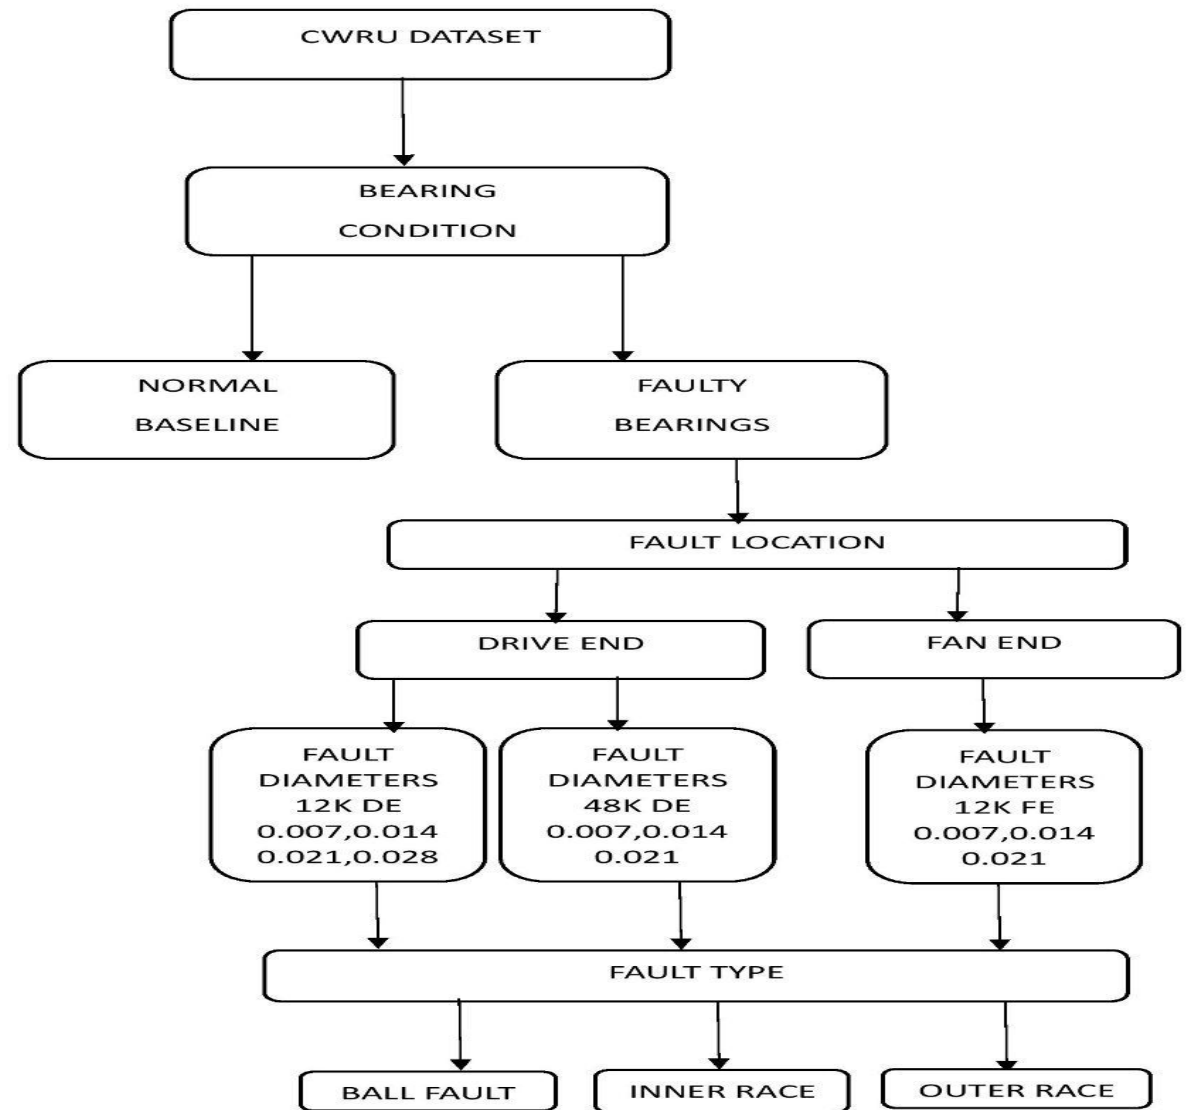 CWRU DATASET
BEARING
CONDITION
NORMAL
BASELINE
FAULTY
BEARINGS
FAULT LOCATION
DRIVE END
FAN END
FAULT
DIAMETERS
12K DE
0.007,0.014
0.021,0.028
FAULT
DIAMETERS
48K DE
0.007,0.014
0.021
FAULT
DIAMETERS
12K FE
0.007,0.014
0.021
FAULT TYPE
BALL FAULT
INNER RACE
OUTER RACE